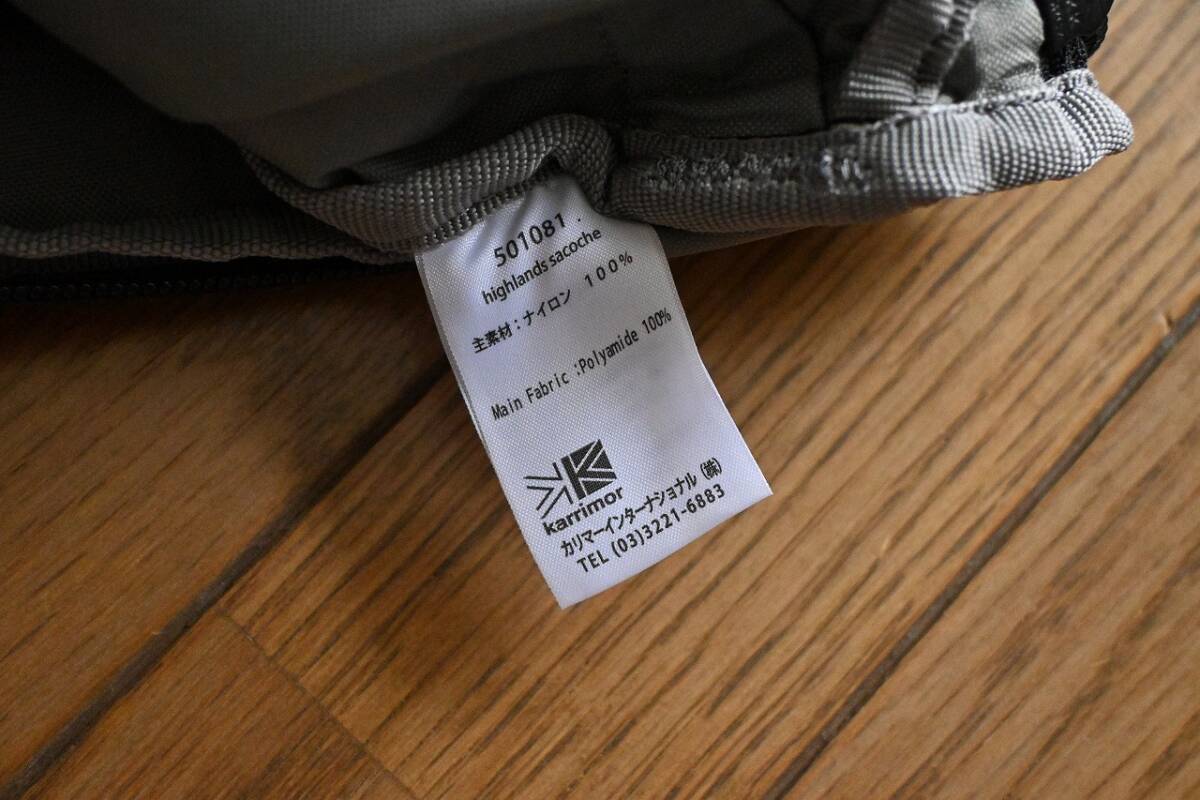 501081 .
highlands sacoche
主素材：ナイロン １００％
Main Fabric :Polyamide 100%
karrimor
カリマーインターナショナル㈱
TEL (03)3221-6883